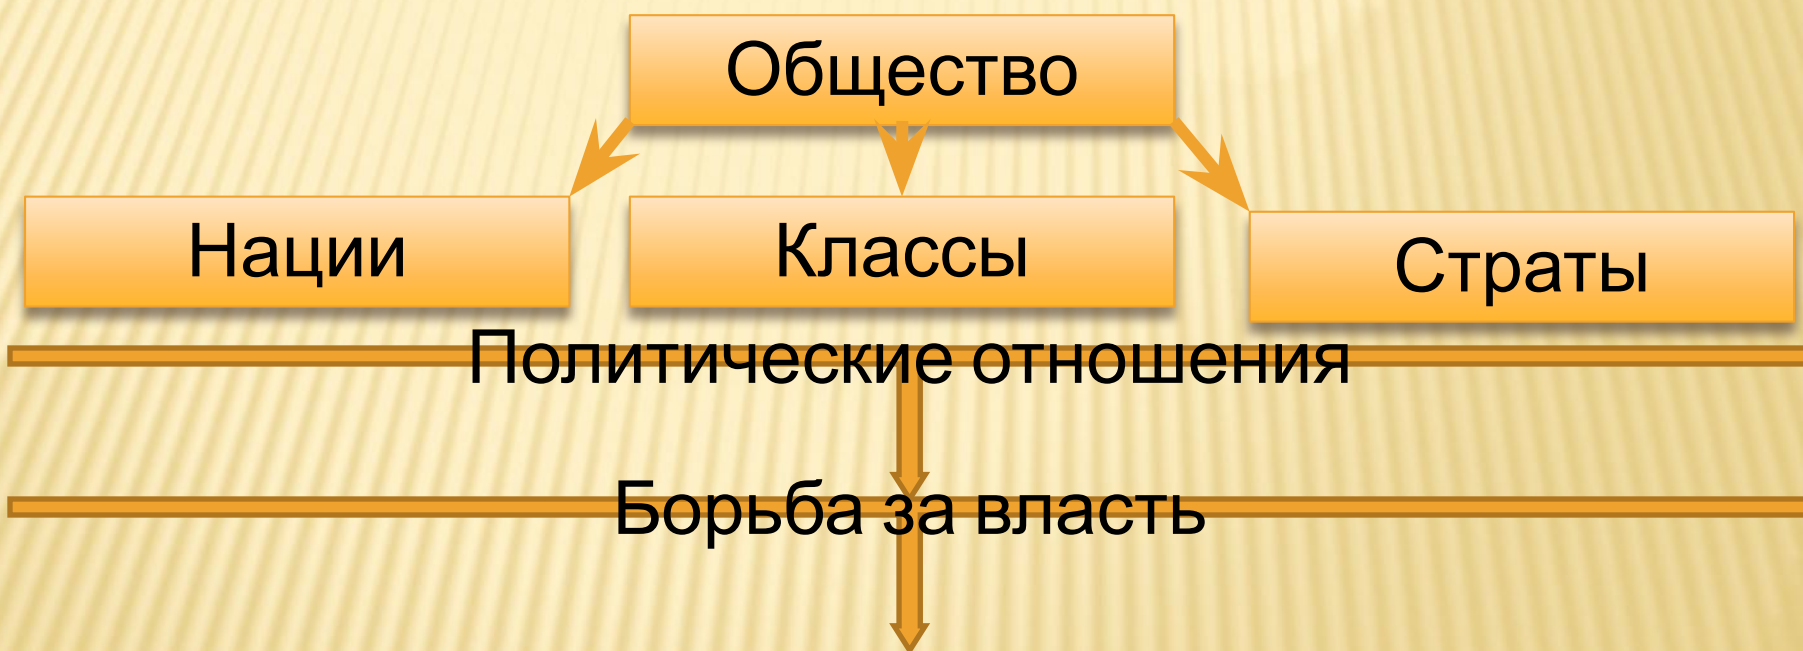 Общество
Нации
Классы
Страты
Политические отношения
Борьба за власть